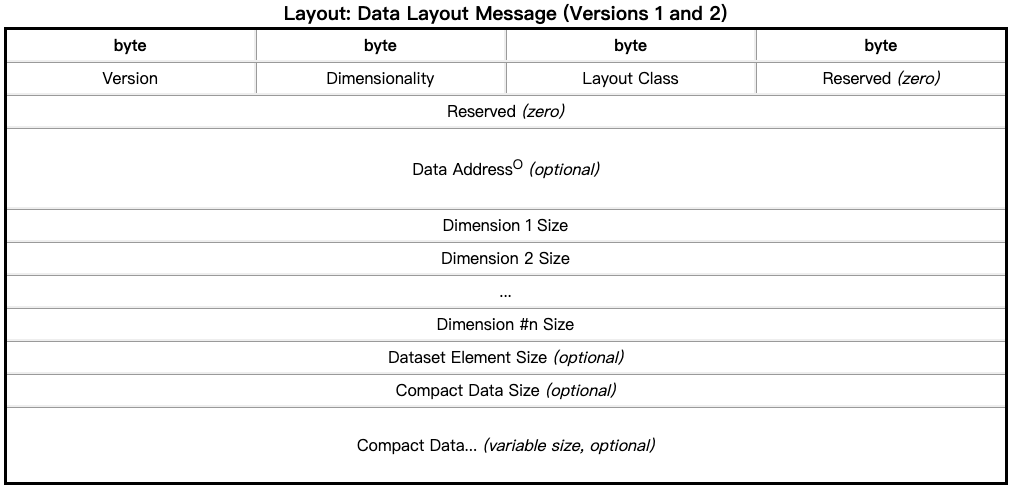 Layout: Data Layout Message (Versions 1 and 2)
byte byte byte byte
Version Dimensionality Layout Class Reserved (zero)
Reserved (zero)
Data AddressO (optional)
Dimension 1 Size
Dimension 2 Size
...
Dimension #n Size
Dataset Element Size (optional)
Compact Data Size (optional)
Compact Data... (variable size, optional)